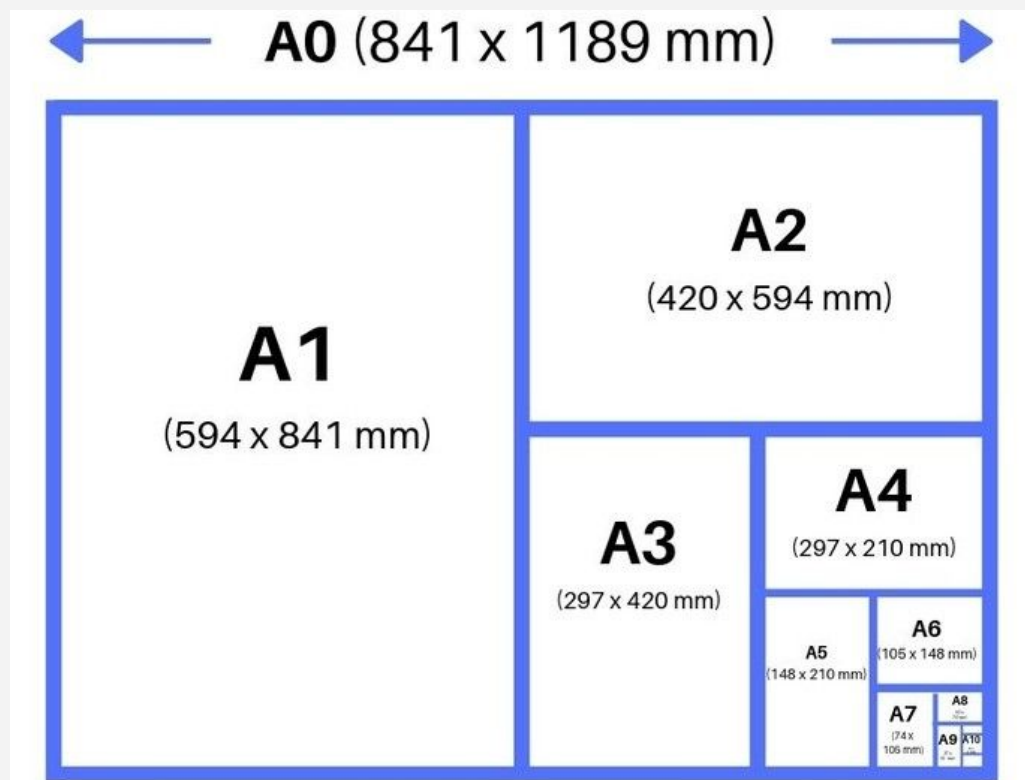 A0 (841 x 1189 mm)
A1
(594 x 841 mm)
A2
(420 x 594 mm)
A3
(297 x 420 mm)
A4
(297 x 210 mm)
A5
(148 x 210 mm)
A6
(105 x 148 mm)
A7
(74 x
105 mm)
A8
A9
A10